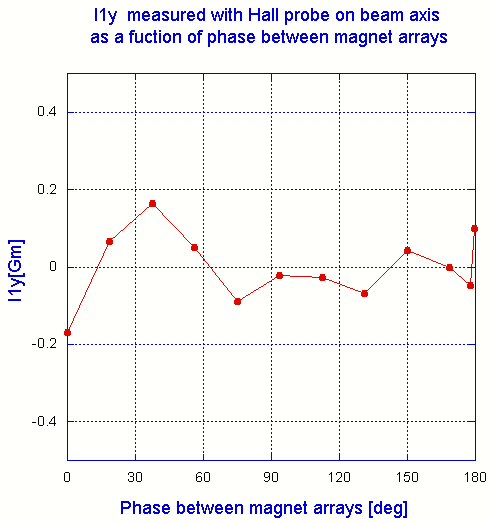 I1y measured with Hall probe on beam axis
as a fuction of phase between magnet arrays
0.4
0.2
0
-0.2
-0.4
I1y[Gm]
0 30 60 90 120 150 180
Phase between magnet arrays [deg]